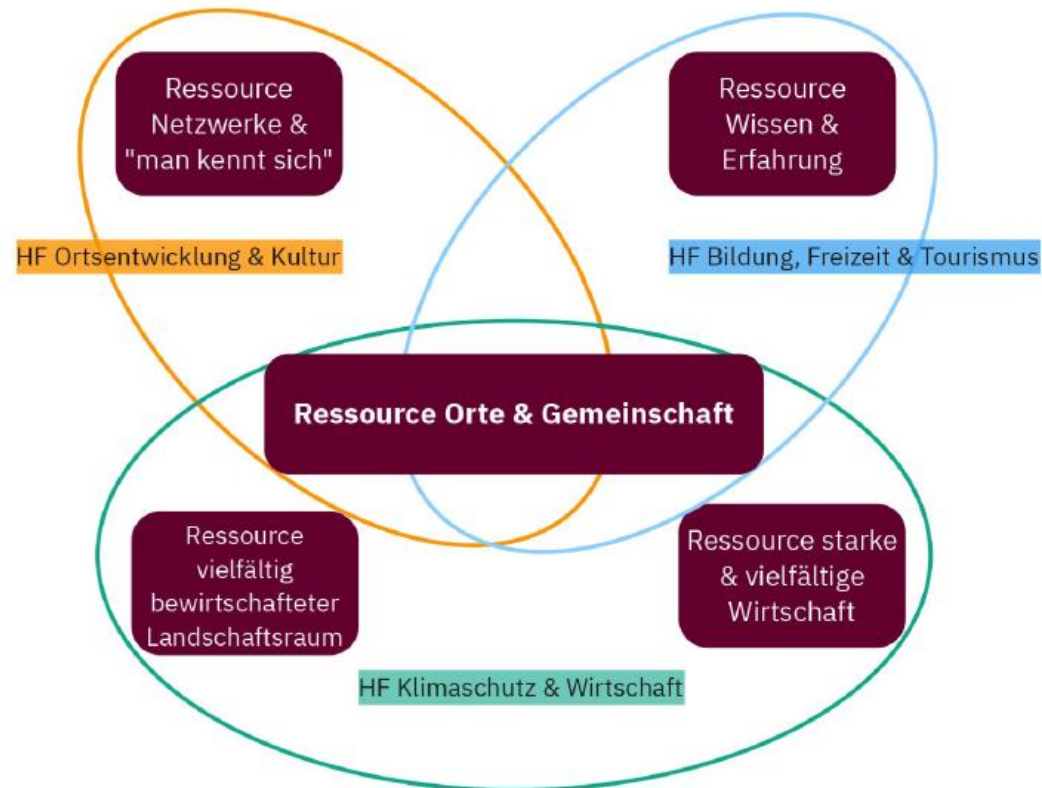 Ressource
Netzwerke &
"man kennt sich"
Ressource
Wissen &
Erfahrung
HF Ortsentwicklung & Kultur
HF Bildung, Freizeit & Tourismus
Ressource Orte & Gemeinschaft
Ressource
vielfältig
bewirtschafteter
Landschaftsraum
Ressource starke
& vielfältige
Wirtschaft
HF Klimaschutz & Wirtschaft